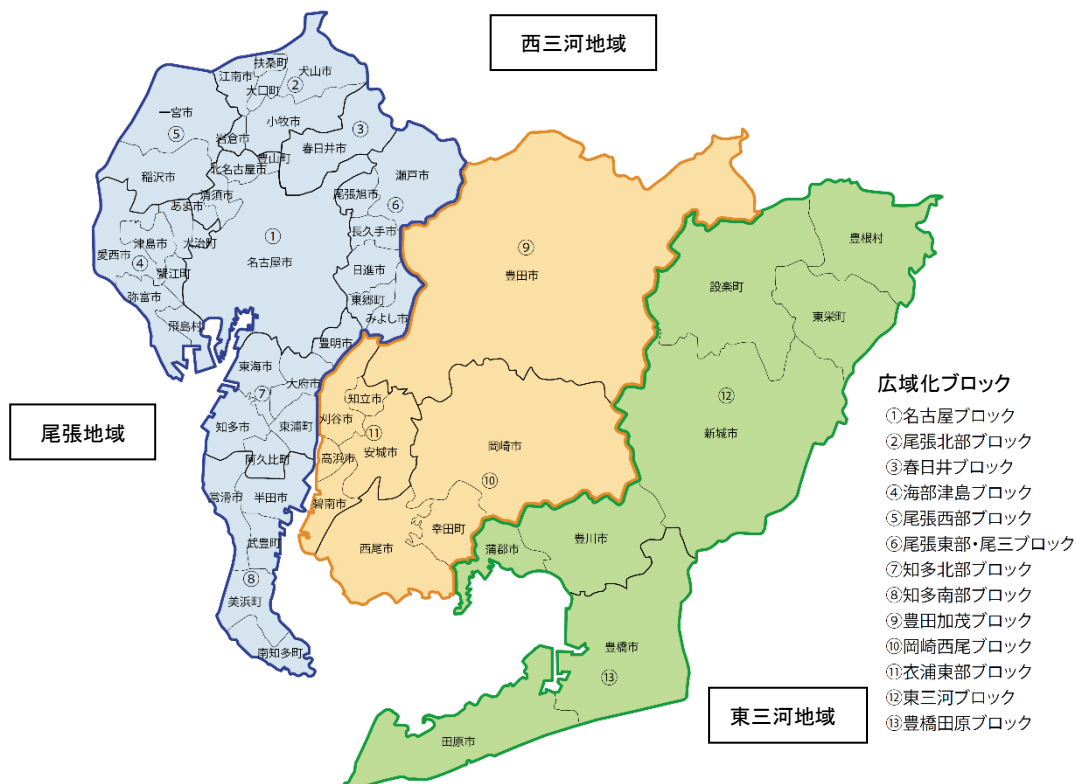 西三河地域
扶桑町
江南市
犬山市
②
大口町
一宮市
⑤
小牧市
③
岩倉市
春日井市
豊山町
北名古屋市
稲沢市
瀬戸市
尾張旭市
清須市
⑥
あま市
長久手市
①
津島市
大治町
愛西市
④
名古屋市
蟹江町
日進市
弥富市
東郷町
飛島村
みよし市
豊明市
⑨
豊田市
豊根村
設楽町
東栄町
東海市
大府市
⑦
知立市
刈谷市
知多市
東浦町
⑪
安城市
岡崎市
⑫
新城市
高浜市
阿久比町
⑩
常滑市
半田市
碧南市
幸田町
武豊町
西尾市
蒲郡市
豊川市
⑧
美浜町
南知多町
豊橋市
⑬
田原市
尾張地域
東三河地域
広域化ブロック
①名古屋ブロック
②尾張北部ブロック
③春日井ブロック
④海部津島ブロック
⑤尾張西部ブロック
⑥尾張東部・尾三ブロック
⑦知多北部ブロック
⑧知多南部ブロック
⑨豊田加茂ブロック
⑩岡崎西尾ブロック
⑪衣浦東部ブロック
⑫東三河ブロック
⑬豊橋田原ブロック